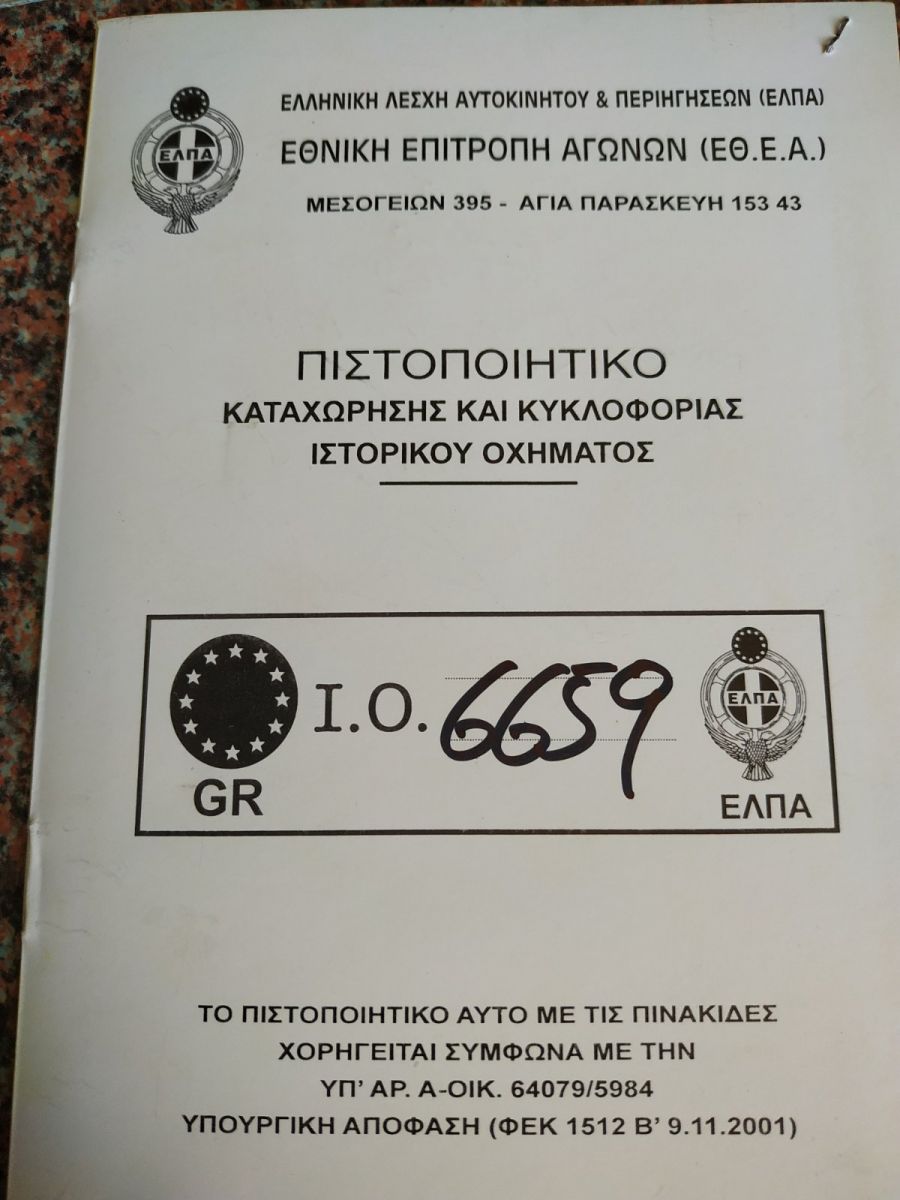 ΕΛΛΗΝΙΚΗ ΛΕΣΧΗ ΑΥΤΟΚΙΝΗΤΟΥ & ΠΕΡΙΗΓΗΣΕΩΝ (ΕΛΠΑ)
ΕΛΠΑ
ΕΘΝΙΚΗ ΕΠΙΤΡΟΠΗ ΑΓΩΝΩΝ (ΕΘ.Ε.Α.)
ΜΕΣΟΓΕΙΩΝ 395 - ΑΓΙΑ ΠΑΡΑΣΚΕΥΗ 153 43
ΠΙΣΤΟΠΟΙΗΤΙΚΟ
ΚΑΤΑΧΩΡΗΣΗΣ ΚΑΙ ΚΥΚΛΟΦΟΡΙΑΣ
ΙΣΤΟΡΙΚΟΥ ΟΧΗΜΑΤΟΣ
Ι.Ο. 6659
ΕΛΠΑ
GR
ΕΛΠΑ
ΤΟ ΠΙΣΤΟΠΟΙΗΤΙΚΟ ΑΥΤΟ ΜΕ ΤΙΣ ΠΙΝΑΚΙΔΕΣ
ΧΟΡΗΓΕΙΤΑΙ ΣΥΜΦΩΝΑ ΜΕ ΤΗΝ
ΥΠ' ΑΡ. Α-ΟΙΚ. 64079/5984
ΥΠΟΥΡΓΙΚΗ ΑΠΟΦΑΣΗ (ΦΕΚ 1512 Β' 9.11.2001)